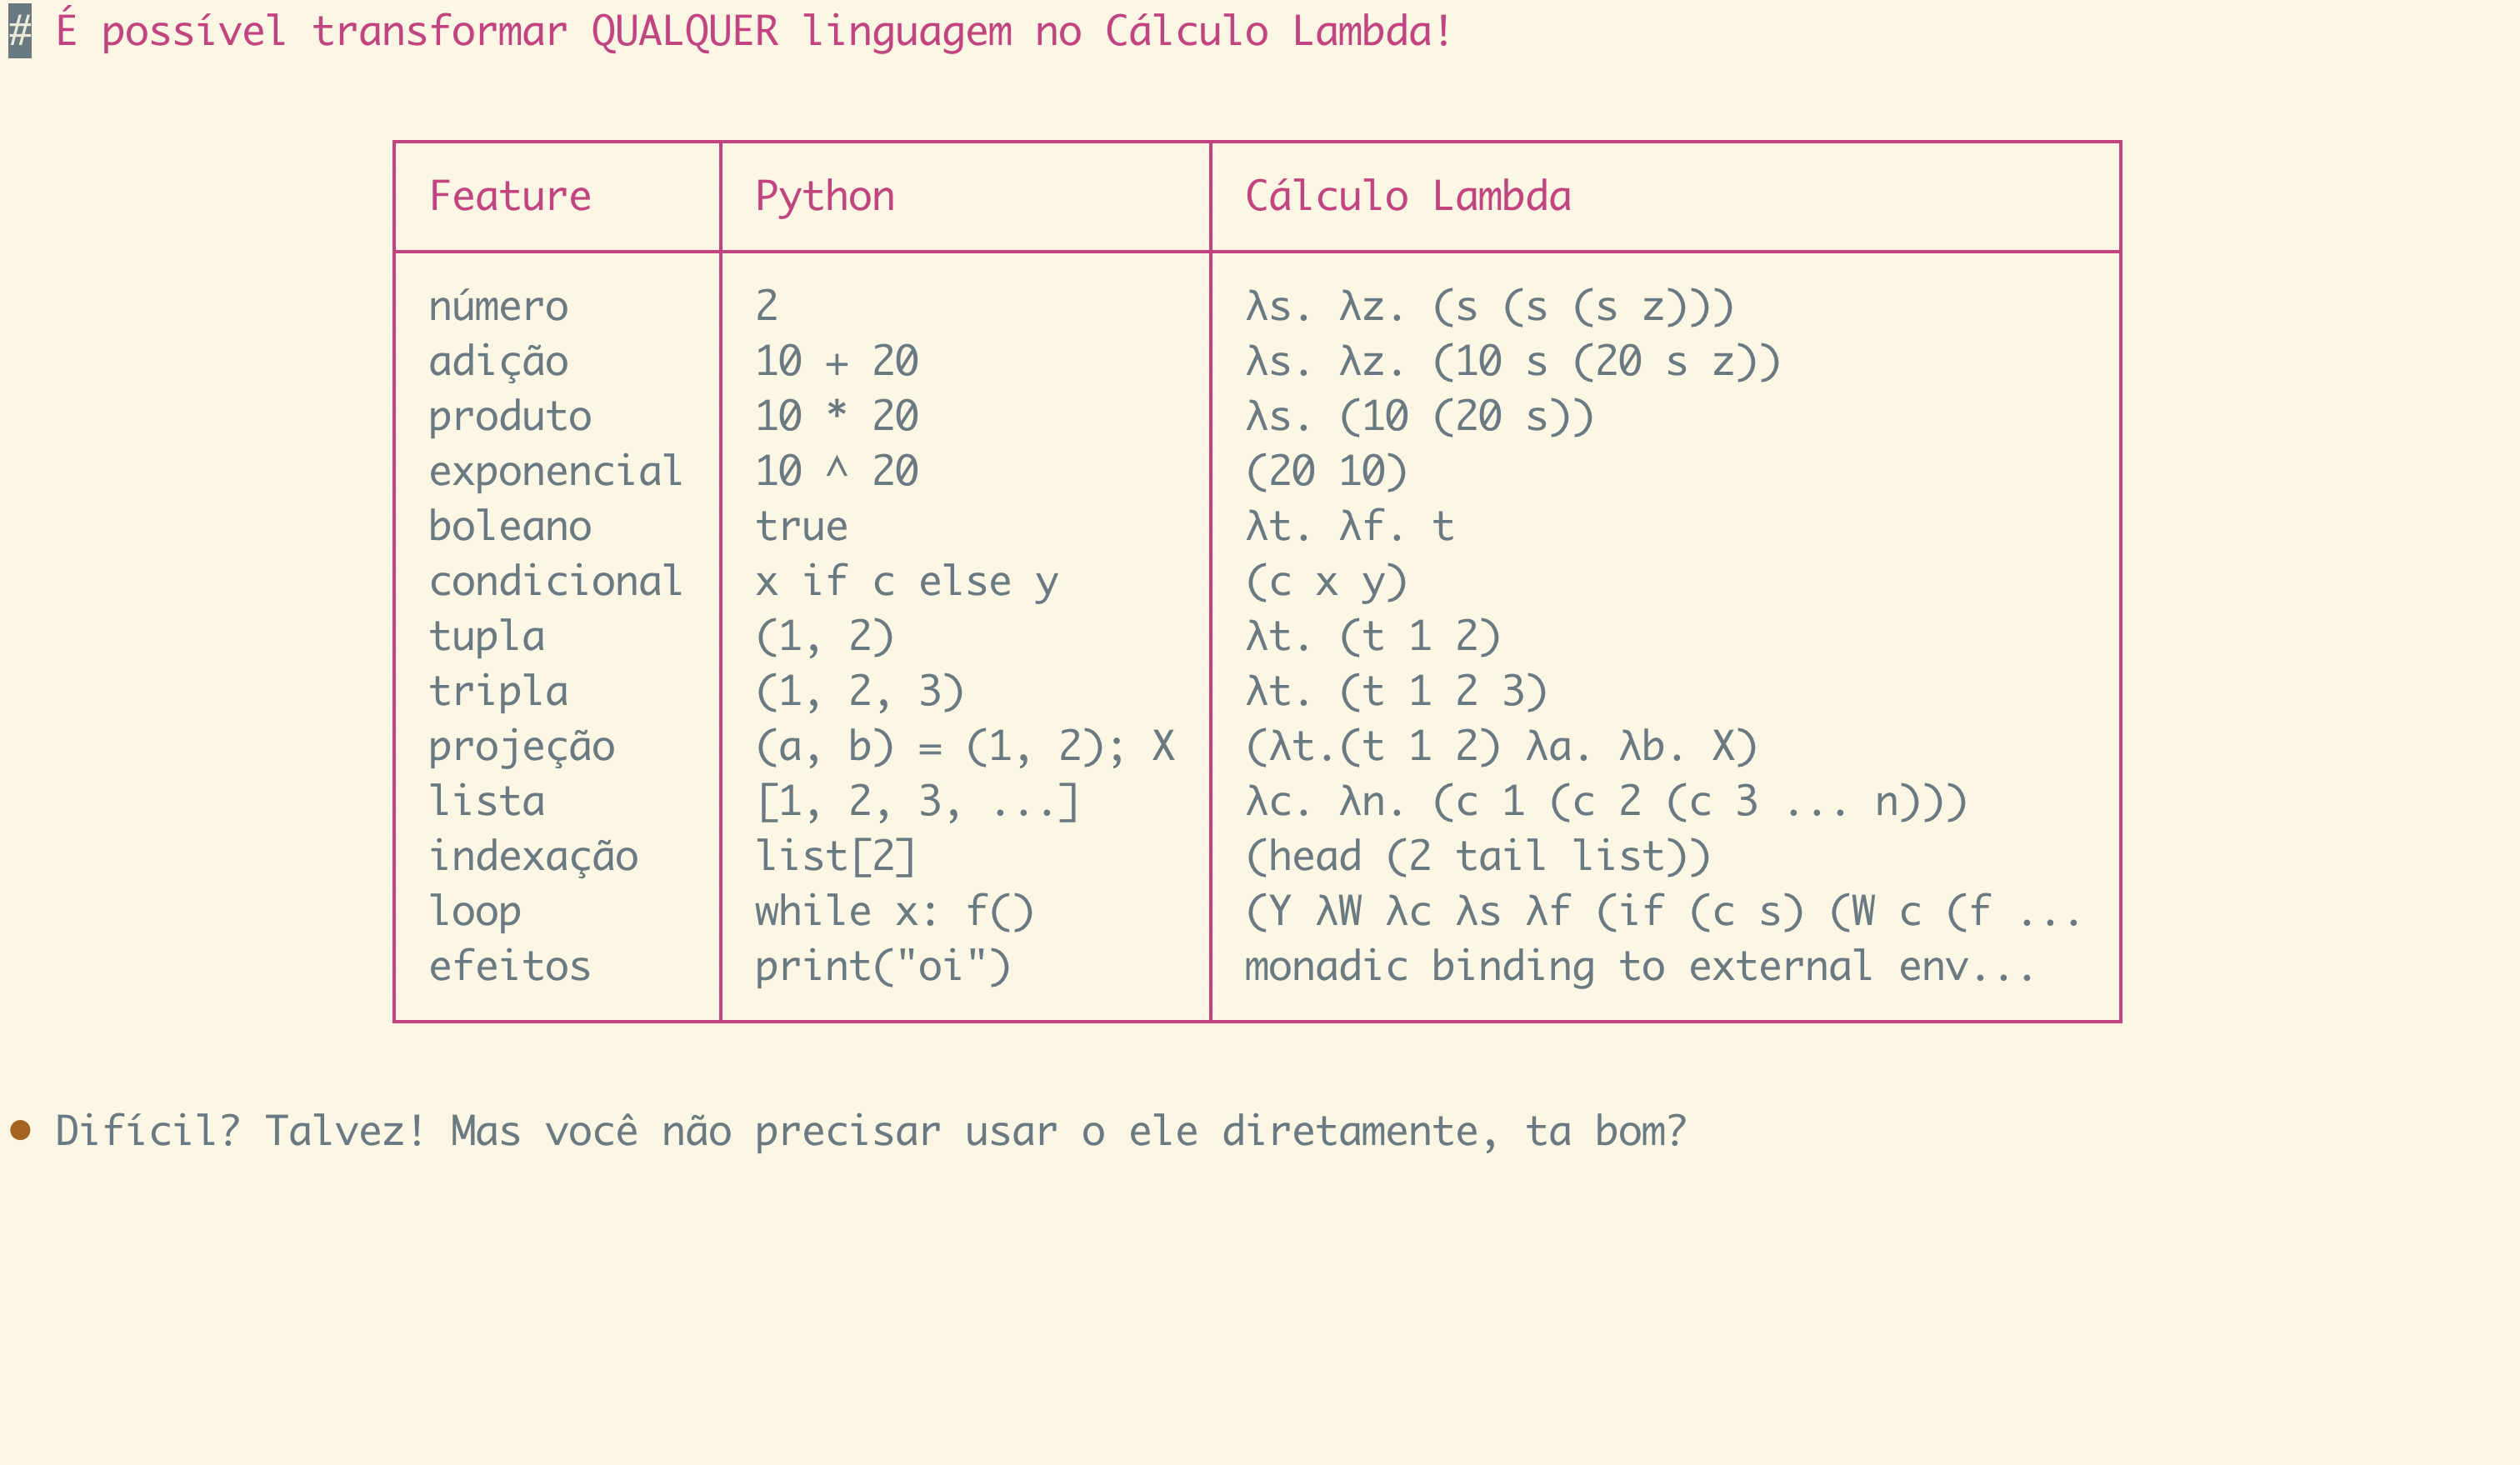 # É possível transformar QUALQUER linguagem no Cálculo Lambda!
Feature Python Cálculo Lambda
número 2 λs. λz. (s (s (s z)))
adição 10 + 20 λs. λz. (10 s (20 s z))
produto 10 * 20 λs. (10 (20 s))
exponencial 10 ^ 20 (20 10)
boleano true λt. λf. t
condicional x if c else y (c x y)
tupla (1, 2) λt. (t 1 2)
tripla (1, 2, 3) λt. (t 1 2 3)
projeção (a, b) = (1, 2); X (λt.(t 1 2) λa. λb. X)
lista [1, 2, 3, ...] λc. λn. (c 1 (c 2 (c 3 ... n)))
indexação list[2] (head (2 tail list))
loop while x: f() (Y λW λc λs λf (if (c s) (W c (f ...
efeitos print("oi") monadic binding to external env...
● Difícil? Talvez! Mas você não precisar usar o ele diretamente, ta bom?